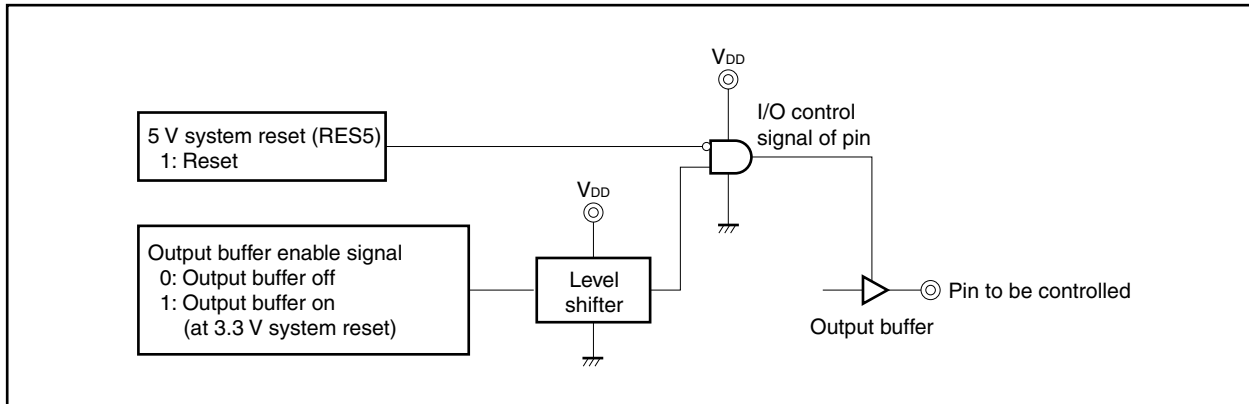 VDD
I/O control
signal of pin
5 V system reset (RES5)
1: Reset
VDD
Output buffer enable signal
0: Output buffer off
1: Output buffer on
(at 3.3 V system reset)
Level
shifter
Pin to be controlled
Output buffer